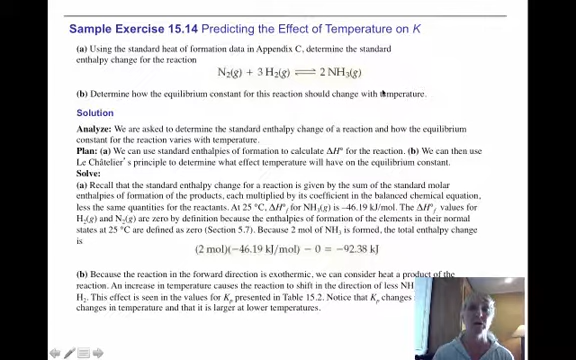 Sample Exercise 15.14 Predicting the Effect of Temperature on K
(a) Using the standard heat of formation data in Appendix C, determine the standard
enthalpy change for the reaction
N₂(g) + 3 H₂(g) ⇌ 2 NH₃(g)
(b) Determine how the equilibrium constant for this reaction should change with temperature.
Solution
Analyze: We are asked to determine the standard enthalpy change of a reaction and how the equilibrium
constant for the reaction varies with temperature.
Plan: (a) We can use standard enthalpies of formation to calculate ΔH° for the reaction. (b) We can then use
Le Châtelier's principle to determine what effect temperature will have on the equilibrium constant.
Solve:
(a) Recall that the standard enthalpy change for a reaction is given by the sum of the standard molar
enthalpies of formation of the products, each multiplied by its coefficient in the balanced chemical equation,
less the same quantities for the reactants. At 25 °C, ΔH°f for NH₃(g) is –46.19 kJ/mol. The ΔH°f values for
H₂(g) and N₂(g) are zero by definition because the enthalpies of formation of the elements in their normal
states at 25 °C are defined as zero (Section 5.7). Because 2 mol of NH₃ is formed, the total enthalpy change
is
(2 mol)(–46.19 kJ/mol) – 0 = –92.38 kJ
(b) Because the reaction in the forward direction is exothermic, we can consider heat a product of the
reaction. An increase in temperature causes the reaction to shift in the direction of less NH
H₂. This effect is seen in the values for Kp presented in Table 15.2. Notice that Kp changes
changes in temperature and that it is larger at lower temperatures.